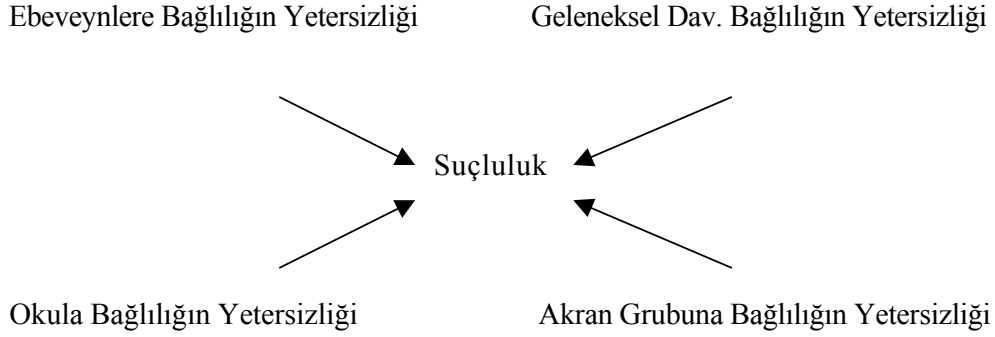 Ebeveynlere Bağlılığın Yetersizliği
Geleneksel Dav. Bağlılığın Yetersizliği
Suçluluk
Okula Bağlılığın Yetersizliği
Akran Grubuna Bağlılığın Yetersizliği